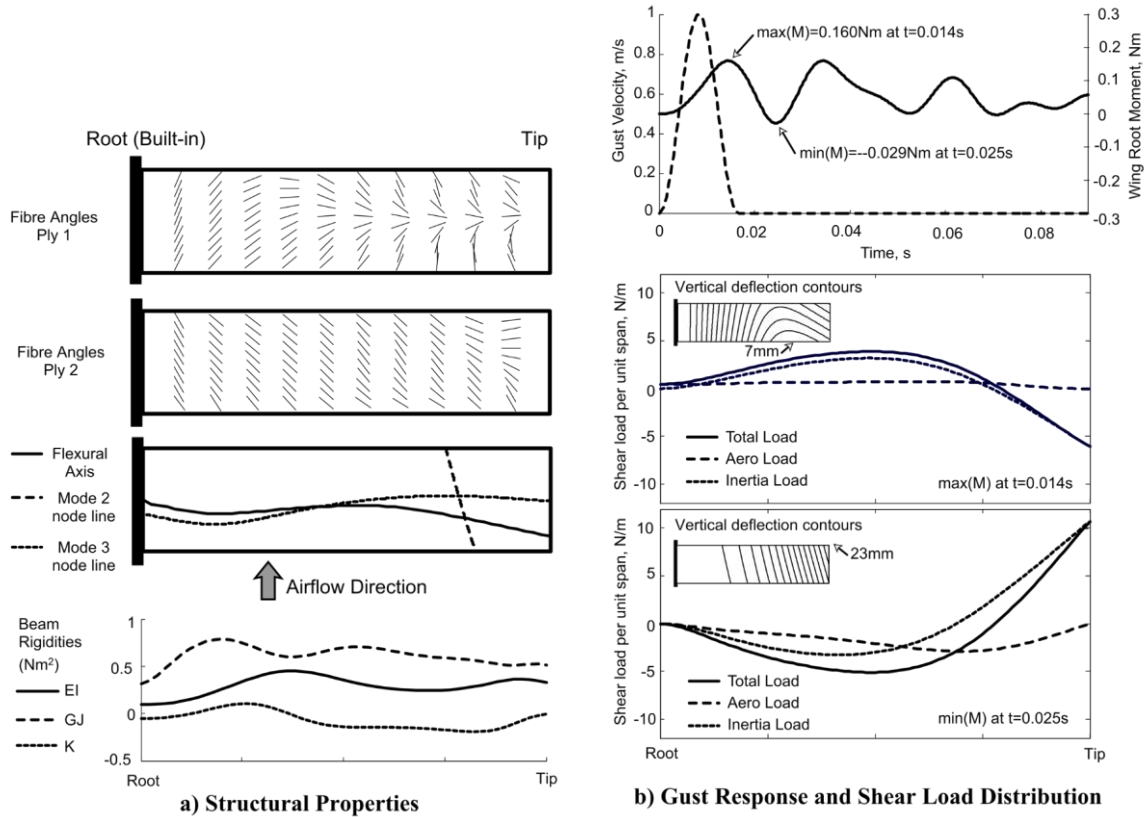 Root (Built-in)
Tip
Fibre Angles
Ply 1
Fibre Angles
Ply 2
Flexural
Axis
Mode 2
node line
Mode 3
node line
Airflow Direction
Beam
Rigidities
(Nm²)
EI
GJ
K
1
0.5
0
-0.5
Root
Tip
a) Structural Properties
Gust Velocity, m/s
1
0.8
0.6
0.4
0.2
0
max(M)=0.160Nm at t=0.014s
min(M)=--0.029Nm at t=0.025s
0.3
0.2
0.1
0
-0.1
-0.2
-0.3
Wing Root Moment, Nm
0
0.02
0.04
0.06
0.08
Time, s
Shear load per unit span, N/m
10
5
0
-5
-10
Vertical deflection contours
7mm
Total Load
Aero Load
Inertia Load
max(M) at t=0.014s
Shear load per unit span, N/m
10
5
0
-5
-10
Vertical deflection contours
23mm
Total Load
Aero Load
Inertia Load
min(M) at t=0.025s
Root
Tip
b) Gust Response and Shear Load Distribution